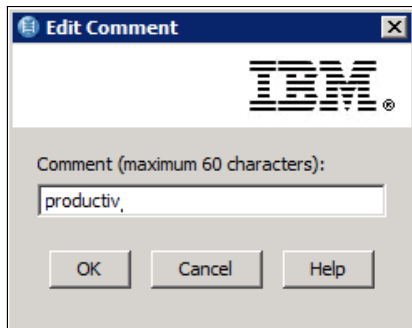 Edit Comment
IBM®
Comment (maximum 60 characters):
productiv,
OK Cancel Help